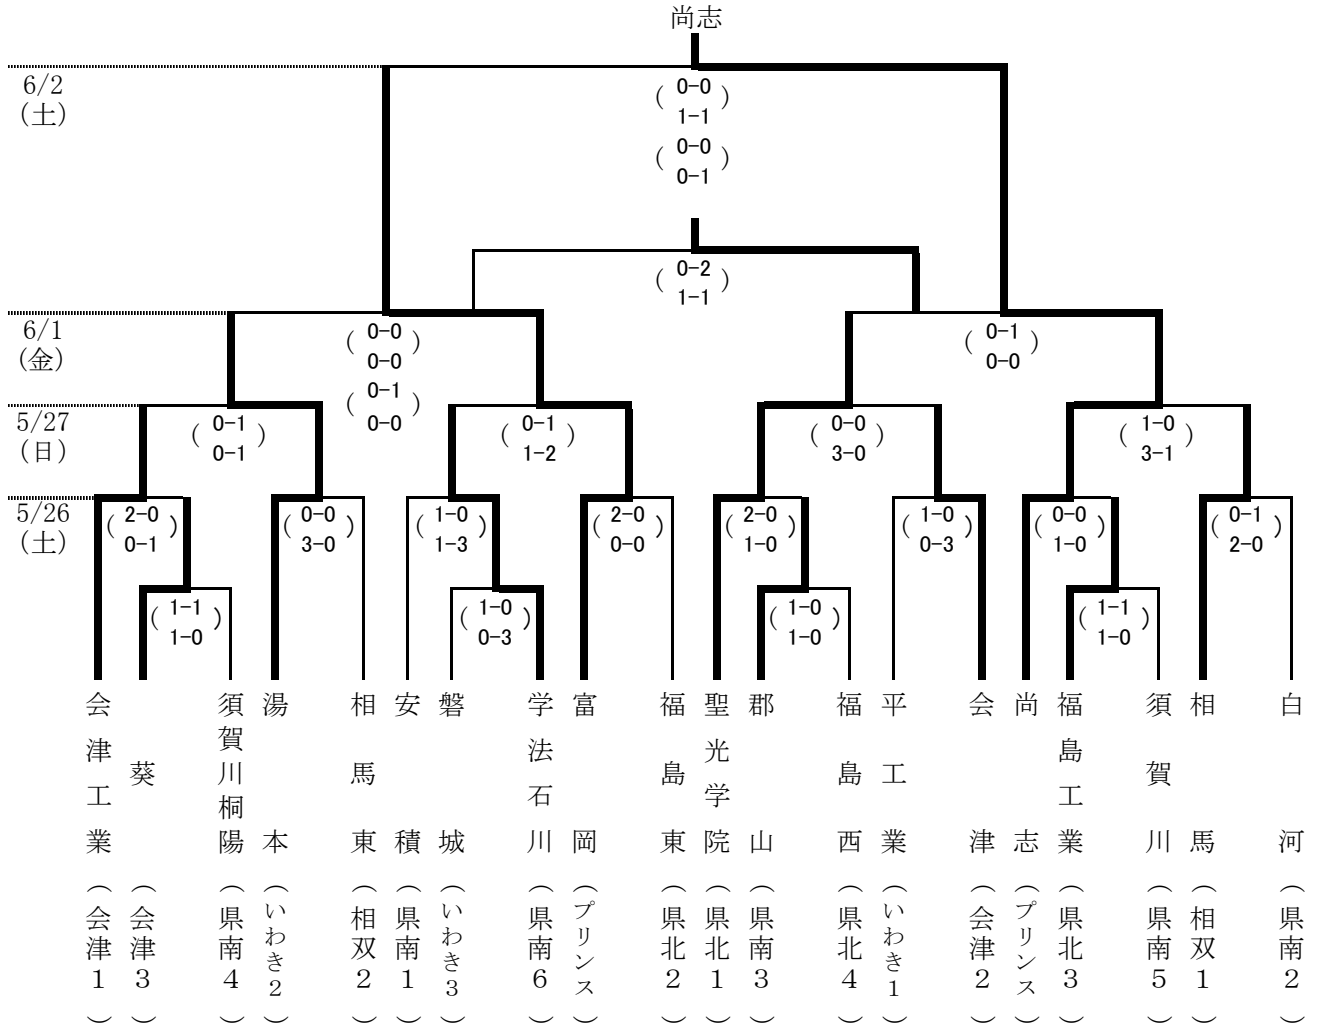 尚志
6/2
(土)
0-0
1-1
0-0
0-1
0-2
1-1
6/1
(金)
0-0
0-0
0-1
0-0
0-1
0-0
5/27
(日)
0-1
0-1
0-1
1-2
0-0
3-0
1-0
3-1
5/26
(土)
2-0
0-1
0-0
3-0
1-0
1-3
2-0
0-0
2-0
1-0
1-0
0-3
0-0
1-0
0-1
2-0
1-1
1-0
1-0
0-3
1-0
1-0
1-1
1-0
会津工業(会津1)
葵(会津3)
須賀川桐陽(県南4)
湯本(いわき2)
相馬東(相双2)
安積(県南1)
磐城(いわき3)
学法石川(県南6)
富岡(プリンス)
福島東(県北2)
聖光学院(県北1)
郡山(県南3)
福島西(県北4)
平工業(いわき1)
会津(会津2)
尚志(プリンス)
福島工業(県北3)
須賀川(県南5)
相馬(相双1)
白河(県南2)